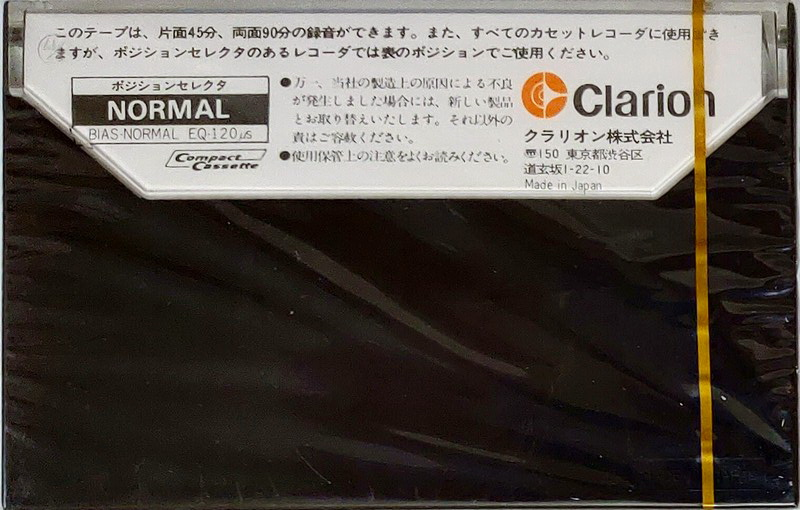 このテープは、片面45分、両面90分の録音ができます。また、すべてのカセットレコーダに使用でき
ますが、ポジションセレクタのあるレコーダでは表のポジションでご使用ください。
ポジションセレクタ
NORMAL
BIAS-NORMAL EQ-120μs
Compact Cassette
●万一、当社の製造上の原因による不良
が発生しました場合には、新しい製品
とお取り替えいたします。それ以外の
責はご容赦ください。
●使用保管上の注意をよくお読みください。
Clarion
クラリオン株式会社
〒150 東京都渋谷区
道玄坂1-22-10
Made in Japan